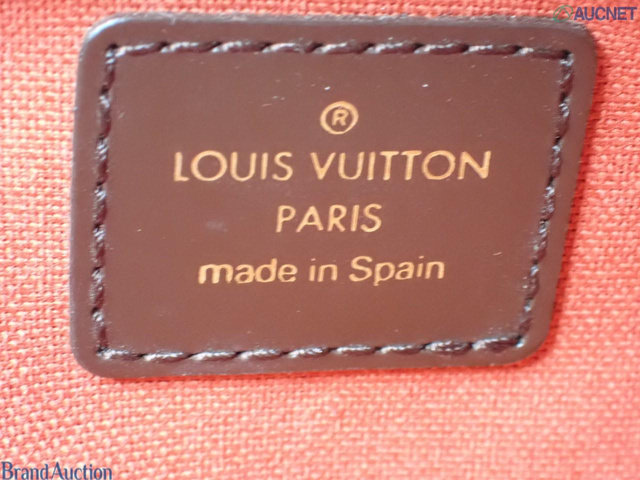 AUCNET
®
LOUIS VUITTON
PARIS
made in Spain
BrandAuction